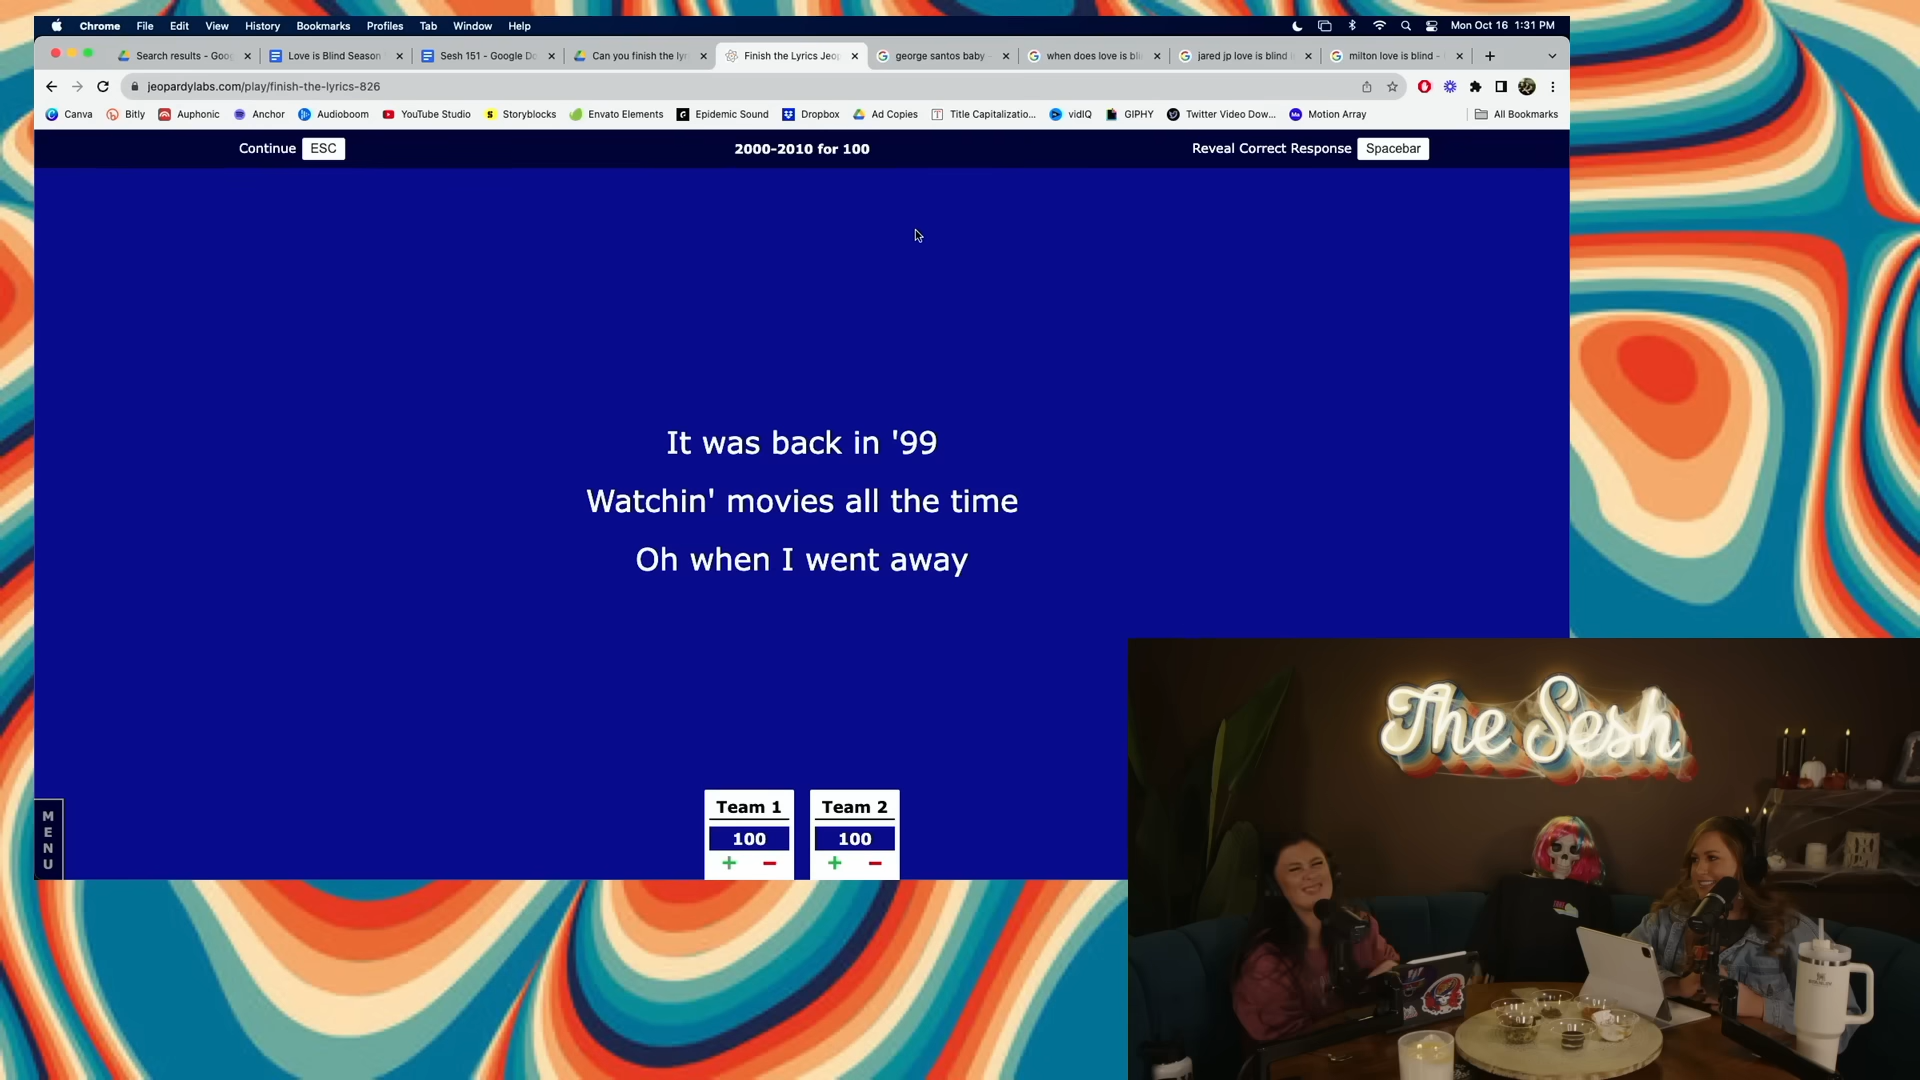 Chrome File Edit View History Bookmarks Profiles Tab Window Help
Mon Oct 16 1:31 PM
Search results - Goo
Love is Blind Season
Sesh 151 - Google Do
Can you finish the lyr
Finish the Lyrics Jeop
george santos baby
when does love is bli
jared jp love is blind
milton love is blind -
jeopardylabs.com/play/finish-the-lyrics-826
Canva Bitly Auphonic Anchor Audioboom YouTube Studio Storyblocks Envato Elements Epidemic Sound Dropbox Ad Copies Title Capitalizatio... vidIQ GIPHY Twitter Video Dow... Motion Array All Bookmarks
Continue ESC
2000-2010 for 100
Reveal Correct Response Spacebar
It was back in '99
Watchin' movies all the time
Oh when I went away
MENU
Team 1
100
+ −
Team 2
100
+ −
The Sesh